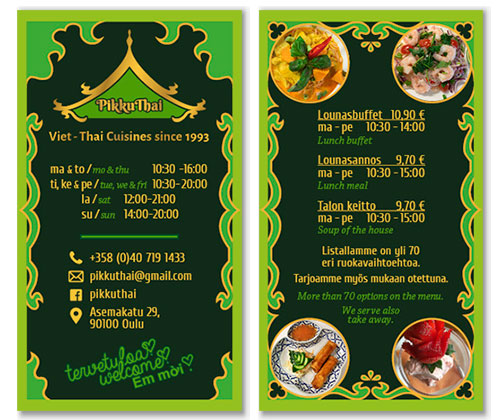 PikkuThai
Viet - Thai Cuisines since 1993
ma & to / mo & thu 10:30 -16:00
ti, ke & pe / tue, we & fri 10:30-20:00
la / sat 12:00-21:00
su / sun 14:00-20:00
+358 (0)40 719 1433
pikkuthai@gmail.com
pikkuthai
Asemakatu 29,
90100 Oulu
tervetuloa
welcome
Em mời
Lounasbuffet 10,90 €
ma - pe 10:30 - 14:00
Lunch buffet
Lounasannos 9,70 €
ma - pe 10:30 - 15:00
Lunch meal
Talon keitto 9,70 €
ma - pe 10:30 - 15:00
Soup of the house
Listallamme on yli 70
eri ruokavaihtoehtoa.
Tarjoamme myös mukaan otettuna.
More than 70 options on the menu.
We serve also
take away.